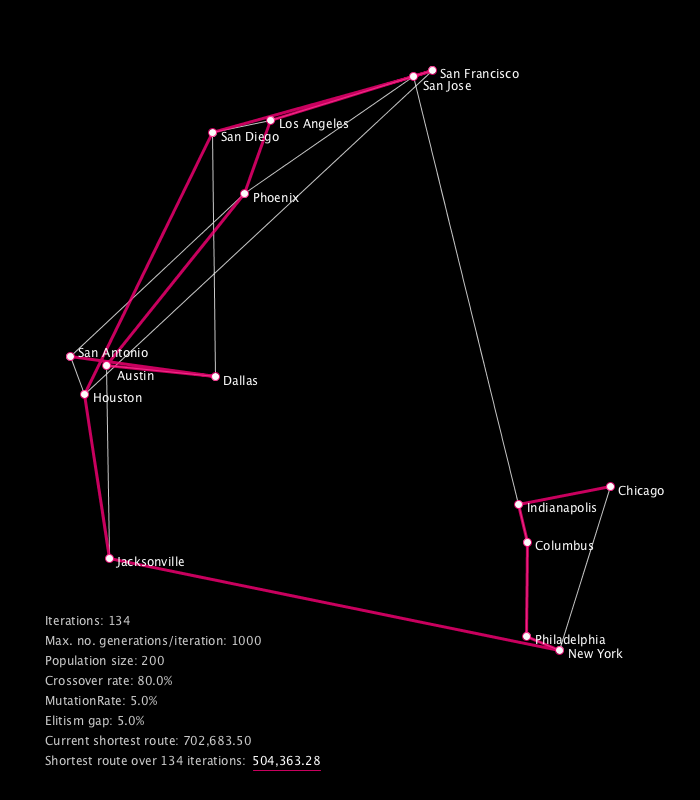 San Francisco
San Jose
Los Angeles
San Diego
Phoenix
San Antonio
Austin
Dallas
Houston
Chicago
Indianapolis
Columbus
Jacksonville
Philadelphia
New York
Iterations: 134
Max. no. generations/iteration: 1000
Population size: 200
Crossover rate: 80.0%
MutationRate: 5.0%
Elitism gap: 5.0%
Current shortest route: 702,683.50
Shortest route over 134 iterations: 504,363.28